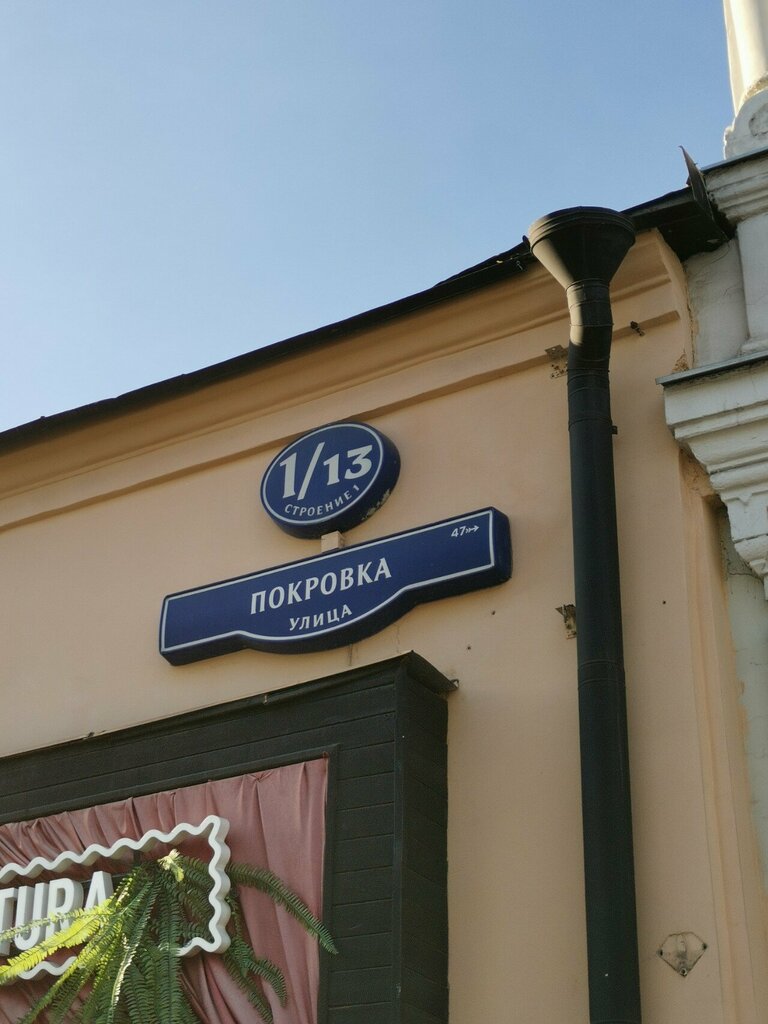 1/13
СТРОЕНИЕ 1
47
ПОКРОВКА
УЛИЦА
TURA